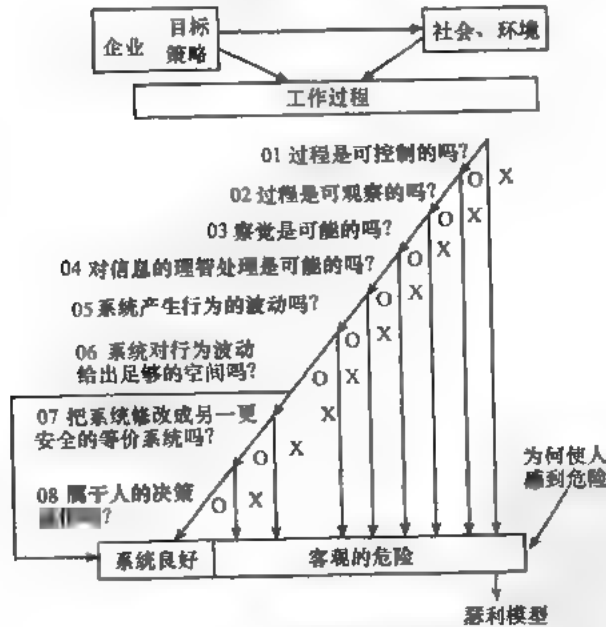 目标
企业
策略
社会、环境
工作过程
01 过程是可控制的吗?
O X
02 过程是可观察的吗?
O X
03 察觉是可能的吗?
O X
04 对信息的理智处理是可能的吗?
O X
05 系统产生行为的波动吗?
O X
06 系统对行为波动
给出足够的空间吗?
O
X
07 把系统修改成另一更
安全的等价系统吗?
O X
08 属于人的决策
?
O X
为何使人
感到危险
系统良好
客观的危险
瑟利模型